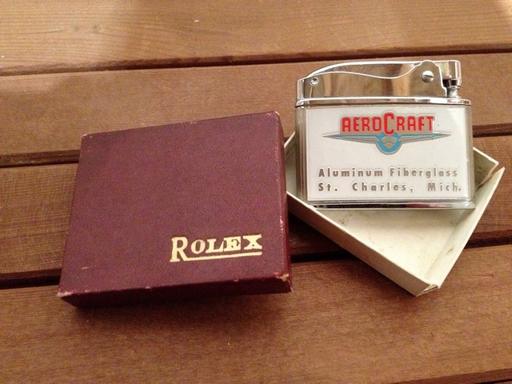 ROLEX
AEROCRAFT
Aluminum Fiberglass
St. Charles, Mich.